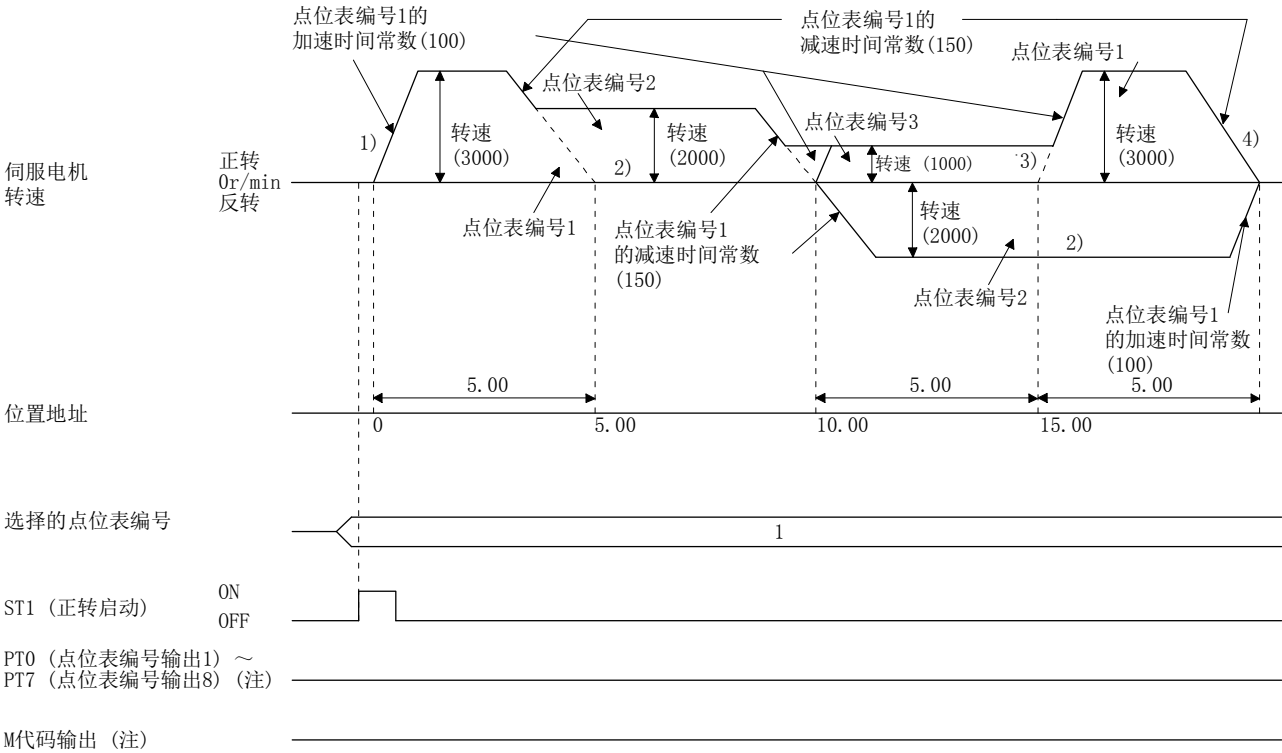 点位表编号1的
加速时间常数(100)
点位表编号1的
减速时间常数(150)
点位表编号1
点位表编号2
点位表编号3
1)
转速
(3000)
转速
(2000)
2)
转速 (1000)
3)
转速
(3000)
4)
伺服电机
转速
正转
0r/min
反转
点位表编号1
点位表编号1
的减速时间常数
(150)
转速
(2000)
2)
点位表编号2
点位表编号1
的加速时间常数
(100)
5.00
5.00
5.00
位置地址
0
5.00
10.00
15.00
选择的点位表编号
1
ST1 (正转启动)
ON
OFF
PT0 (点位表编号输出1) ～
PT7 (点位表编号输出8) (注)
M代码输出 (注)